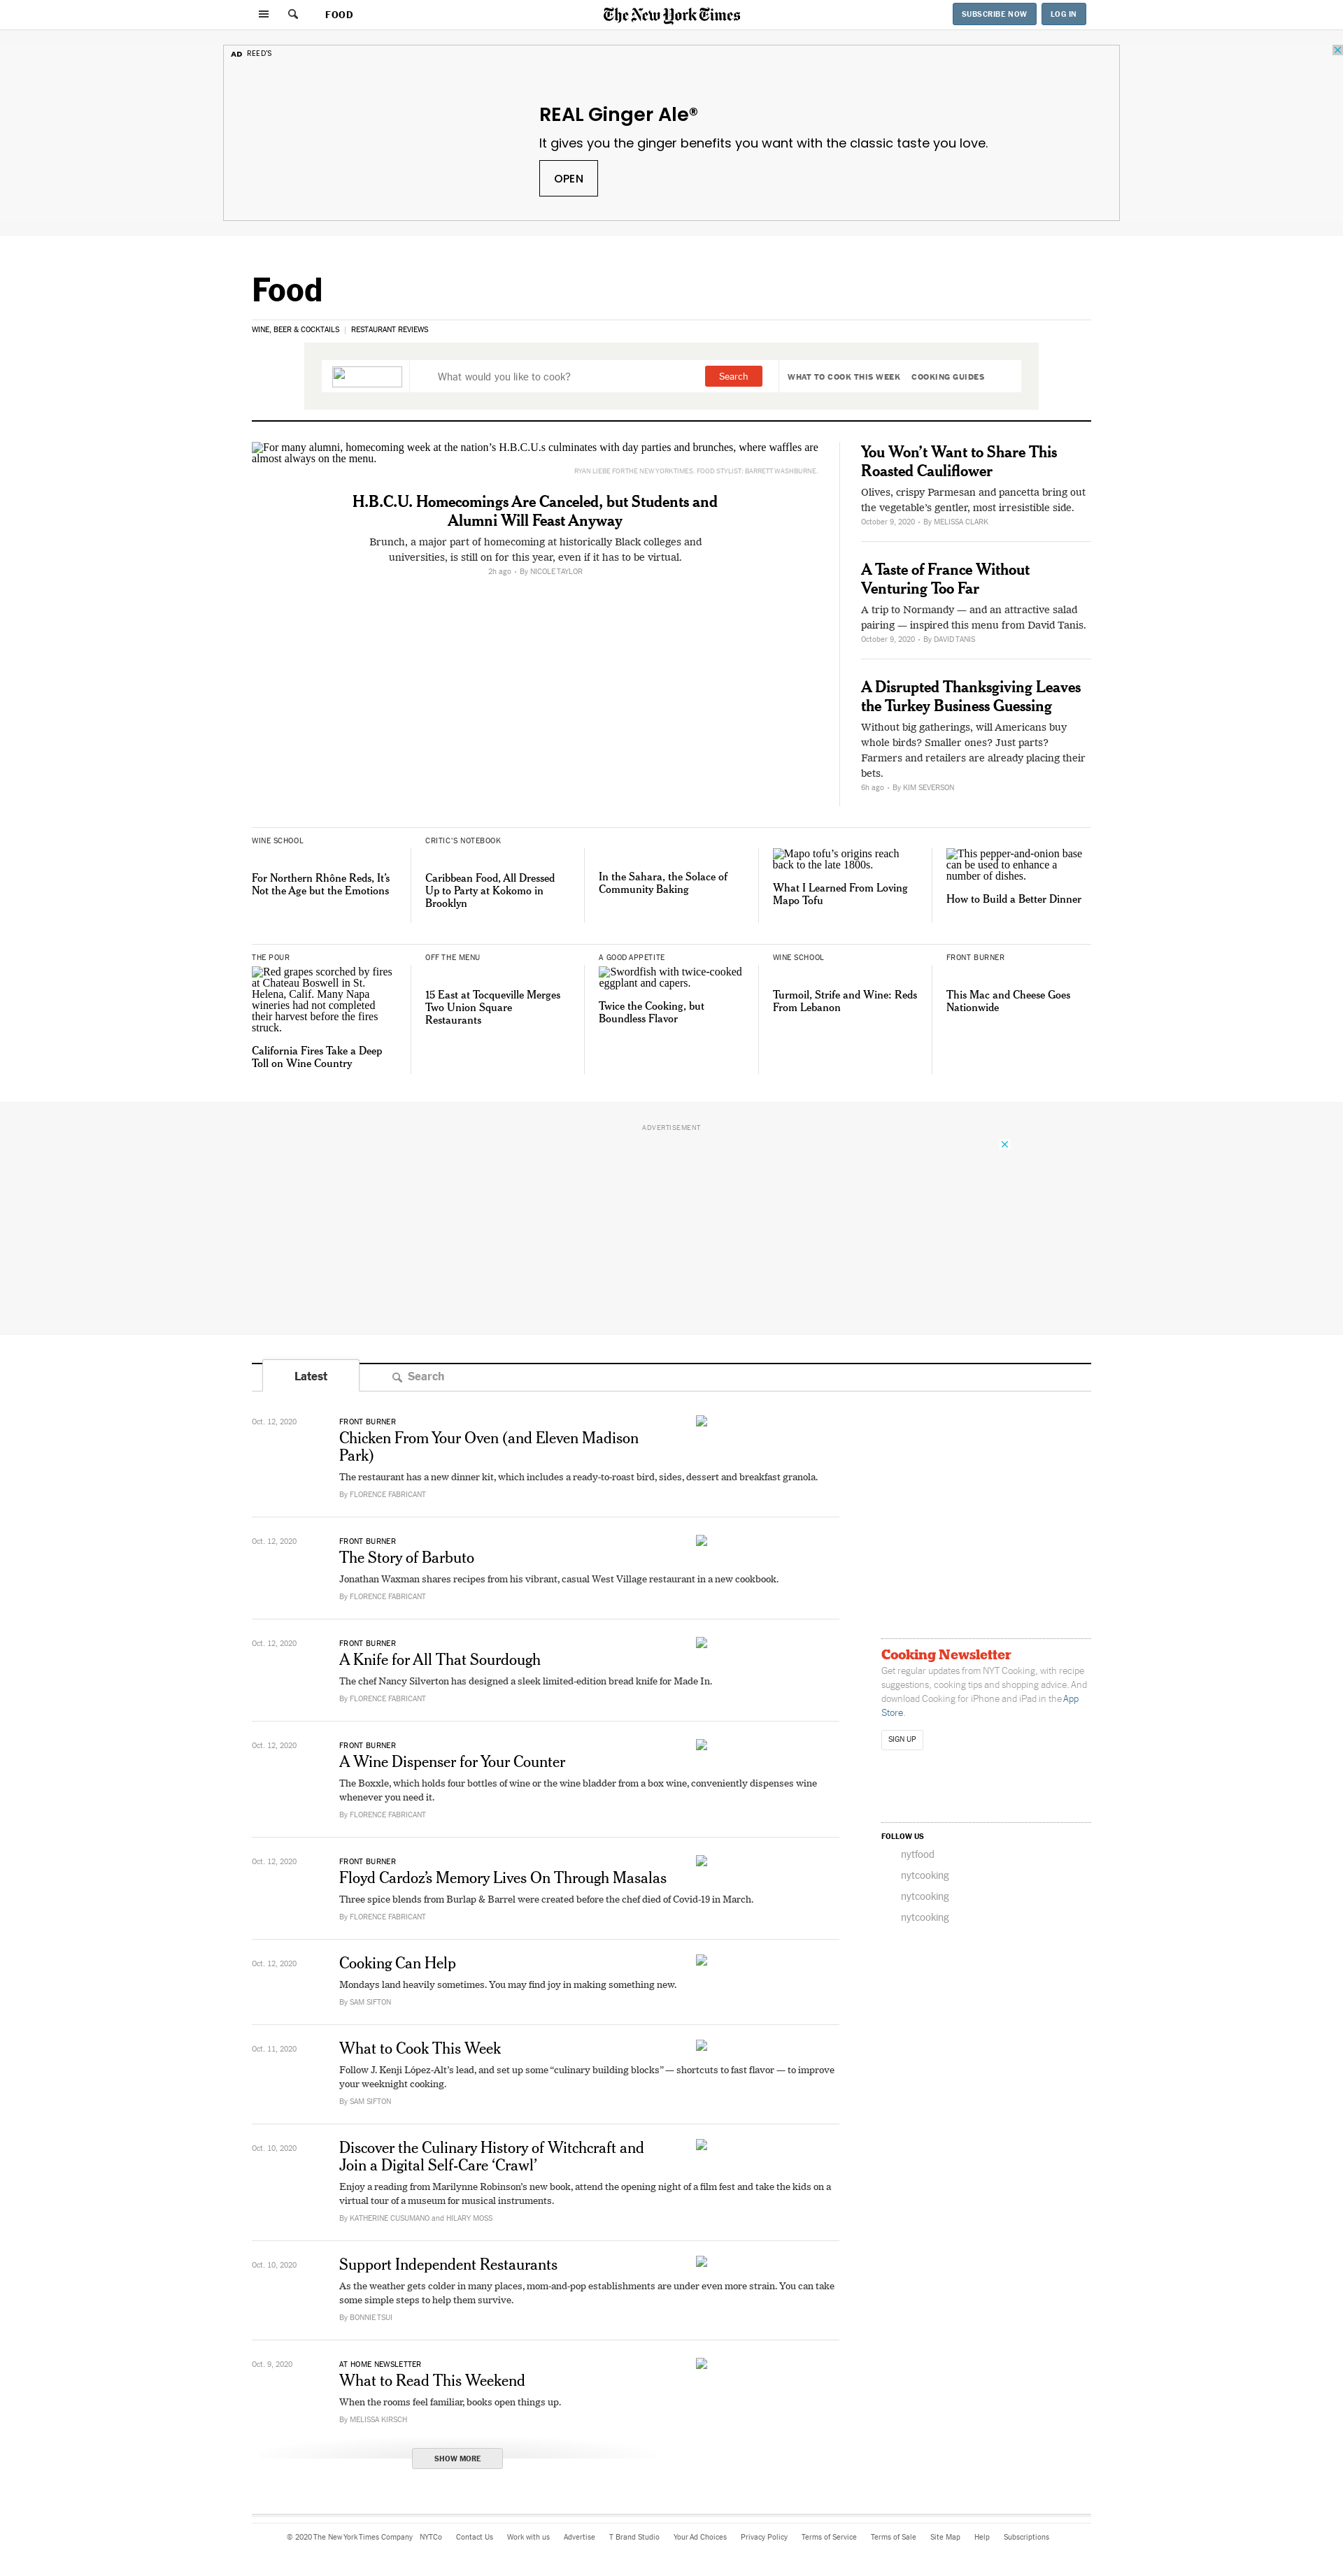 FOOD
The New York Times
SUBSCRIBE NOW
LOG IN
AD REED'S
REAL Ginger Ale®
It gives you the ginger benefits you want with the classic taste you love.
OPEN
Food
WINE, BEER & COCKTAILS | RESTAURANT REVIEWS
What would you like to cook?
Search
WHAT TO COOK THIS WEEK
COOKING GUIDES
For many alumni, homecoming week at the nation's H.B.C.U.s culminates with day parties and brunches, where waffles are
almost always on the menu.
RYAN LIEBE FOR THE NEW YORK TIMES. FOOD STYLIST: BARRETT WASHBURNE.
H.B.C.U. Homecomings Are Canceled, but Students and
Alumni Will Feast Anyway
Brunch, a major part of homecoming at historically Black colleges and
universities, is still on for this year, even if it has to be virtual.
2h ago • By NICOLE TAYLOR
You Won't Want to Share This
Roasted Cauliflower
Olives, crispy Parmesan and pancetta bring out
the vegetable's gentler, most irresistible side.
October 9, 2020 • By MELISSA CLARK
A Taste of France Without
Venturing Too Far
A trip to Normandy — and an attractive salad
pairing — inspired this menu from David Tanis.
October 9, 2020 • By DAVID TANIS
A Disrupted Thanksgiving Leaves
the Turkey Business Guessing
Without big gatherings, will Americans buy
whole birds? Smaller ones? Just parts?
Farmers and retailers are already placing their
bets.
6h ago • By KIM SEVERSON
WINE SCHOOL
For Northern Rhône Reds, It's
Not the Age but the Emotions
CRITIC'S NOTEBOOK
Caribbean Food, All Dressed
Up to Party at Kokomo in
Brooklyn
In the Sahara, the Solace of
Community Baking
Mapo tofu's origins reach
back to the late 1800s.
What I Learned From Loving
Mapo Tofu
This pepper-and-onion base
can be used to enhance a
number of dishes.
How to Build a Better Dinner
THE POUR
Red grapes scorched by fires
at Chateau Boswell in St.
Helena, Calif. Many Napa
wineries had not completed
their harvest before the fires
struck.
California Fires Take a Deep
Toll on Wine Country
OFF THE MENU
15 East at Tocqueville Merges
Two Union Square
Restaurants
A GOOD APPETITE
Swordfish with twice-cooked
eggplant and capers.
Twice the Cooking, but
Boundless Flavor
WINE SCHOOL
Turmoil, Strife and Wine: Reds
From Lebanon
FRONT BURNER
This Mac and Cheese Goes
Nationwide
ADVERTISEMENT
Latest
Search
Oct. 12, 2020
FRONT BURNER
Chicken From Your Oven (and Eleven Madison
Park)
The restaurant has a new dinner kit, which includes a ready-to-roast bird, sides, dessert and breakfast granola.
By FLORENCE FABRICANT
Oct. 12, 2020
FRONT BURNER
The Story of Barbuto
Jonathan Waxman shares recipes from his vibrant, casual West Village restaurant in a new cookbook.
By FLORENCE FABRICANT
Oct. 12, 2020
FRONT BURNER
A Knife for All That Sourdough
The chef Nancy Silverton has designed a sleek limited-edition bread knife for Made In.
By FLORENCE FABRICANT
Oct. 12, 2020
FRONT BURNER
A Wine Dispenser for Your Counter
The Boxxle, which holds four bottles of wine or the wine bladder from a box wine, conveniently dispenses wine
whenever you need it.
By FLORENCE FABRICANT
Oct. 12, 2020
FRONT BURNER
Floyd Cardoz's Memory Lives On Through Masalas
Three spice blends from Burlap & Barrel were created before the chef died of Covid-19 in March.
By FLORENCE FABRICANT
Oct. 12, 2020
Cooking Can Help
Mondays land heavily sometimes. You may find joy in making something new.
By SAM SIFTON
Oct. 11, 2020
What to Cook This Week
Follow J. Kenji López-Alt's lead, and set up some “culinary building blocks” — shortcuts to fast flavor — to improve
your weeknight cooking.
By SAM SIFTON
Oct. 10, 2020
Discover the Culinary History of Witchcraft and
Join a Digital Self-Care ‘Crawl’
Enjoy a reading from Marilynne Robinson's new book, attend the opening night of a film fest and take the kids on a
virtual tour of a museum for musical instruments.
By KATHERINE CUSUMANO and HILARY MOSS
Oct. 10, 2020
Support Independent Restaurants
As the weather gets colder in many places, mom-and-pop establishments are under even more strain. You can take
some simple steps to help them survive.
By BONNIE TSUI
Oct. 9, 2020
AT HOME NEWSLETTER
What to Read This Weekend
When the rooms feel familiar, books open things up.
By MELISSA KIRSCH
SHOW MORE
Cooking Newsletter
Get regular updates from NYT Cooking, with recipe
suggestions, cooking tips and shopping advice. And
download Cooking for iPhone and iPad in the App
Store.
SIGN UP
FOLLOW US
nytfood
nytcooking
nytcooking
nytcooking
© 2020 The New York Times Company NYTCo Contact Us Work with us Advertise T Brand Studio Your Ad Choices Privacy Policy Terms of Service Terms of Sale Site Map Help Subscriptions